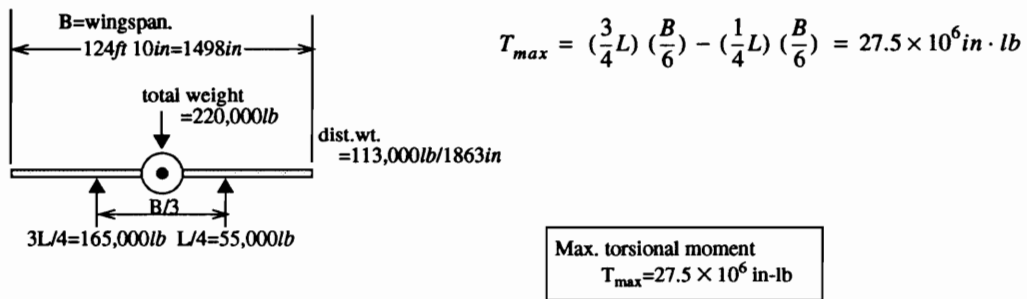 B=wingspan.
124ft 10in=1498in
T_max = (3/4 L) (B/6) − (1/4 L) (B/6) = 27.5 × 10^6 in · lb
total weight
=220,000lb
dist.wt.
=113,000lb/1863in
B/3
3L/4=165,000lb L/4=55,000lb
Max. torsional moment
T_max=27.5 × 10^6 in-lb